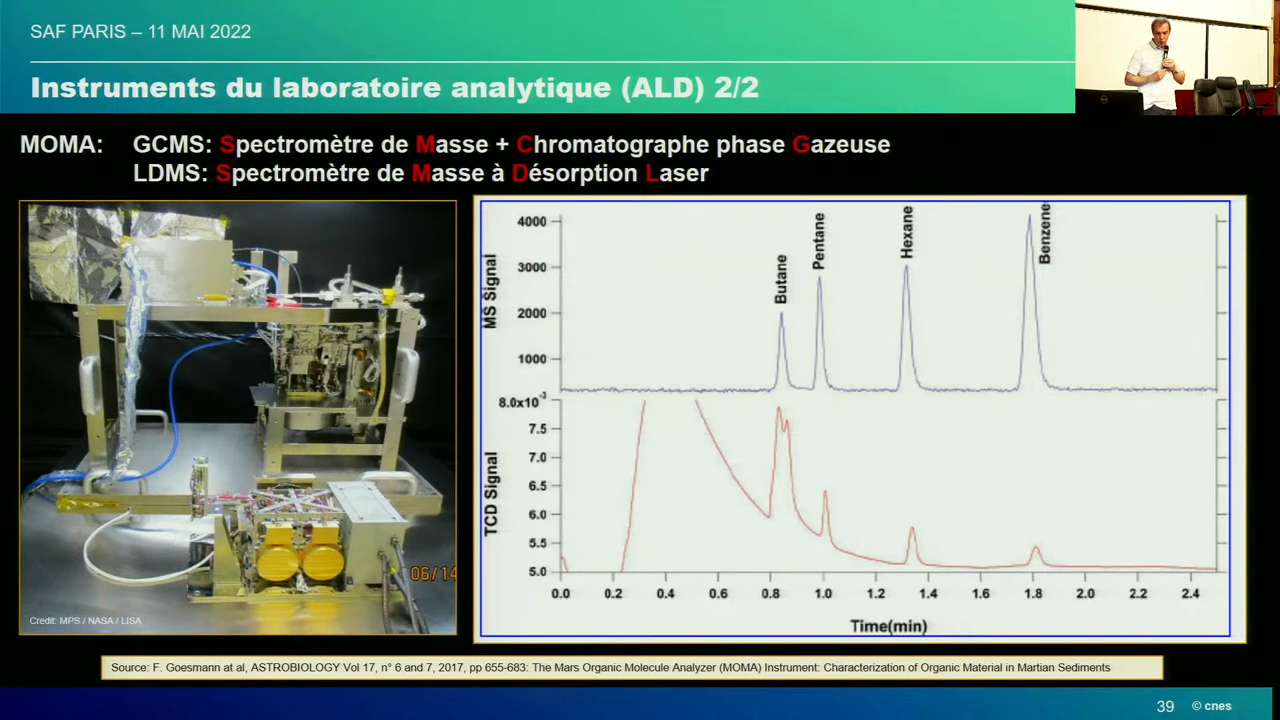 SAF PARIS – 11 MAI 2022
Instruments du laboratoire analytique (ALD) 2/2
MOMA: GCMS: Spectromètre de Masse + Chromatographe phase Gazeuse
LDMS: Spectromètre de Masse à Désorption Laser
06/14
Credit: MPS / NASA / LISA
MS Signal
4000
3000
2000
1000
Butane
Pentane
Hexane
Benzene
TCD Signal
8.0x10⁻³
7.5
7.0
6.5
6.0
5.5
5.0
0.0 0.2 0.4 0.6 0.8 1.0 1.2 1.4 1.6 1.8 2.0 2.2 2.4
Time(min)
Source: F. Goesmann at al, ASTROBIOLOGY Vol 17, n° 6 and 7, 2017, pp 655-683: The Mars Organic Molecule Analyzer (MOMA) Instrument: Characterization of Organic Material in Martian Sediments
39 © cnes